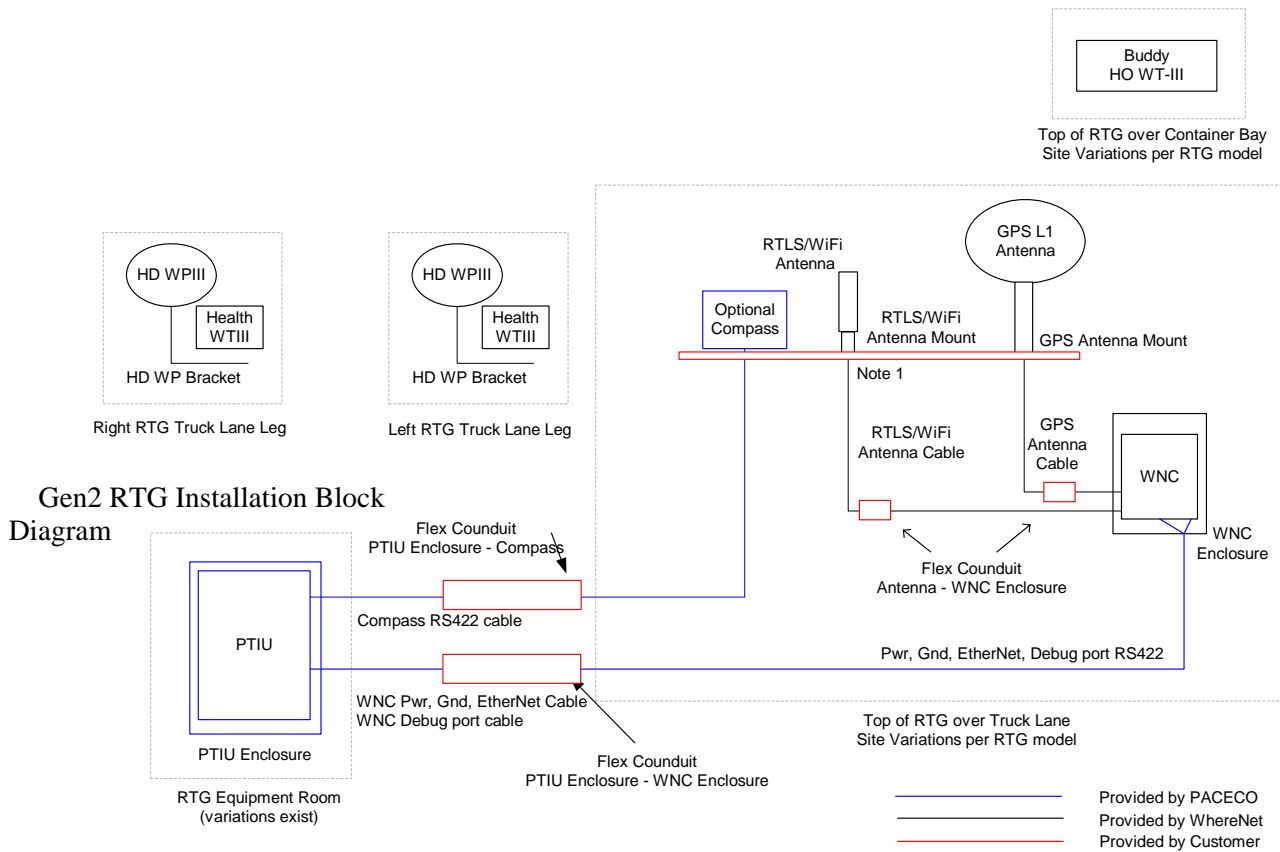 Buddy
HO WT-III
Top of RTG over Container Bay
Site Variations per RTG model
HD WPIII
Health
WTIII
HD WP Bracket
Right RTG Truck Lane Leg
HD WPIII
Health
WTIII
HD WP Bracket
Left RTG Truck Lane Leg
Optional
Compass
RTLS/WiFi
Antenna
RTLS/WiFi
Antenna Mount
GPS L1
Antenna
GPS Antenna Mount
Note 1
RTLS/WiFi
Antenna Cable
GPS
Antenna
Cable
WNC
WNC
Enclosure
Flex Counduit
Antenna - WNC Enclosure
Gen2 RTG Installation Block
Diagram
Flex Counduit
PTIU Enclosure - Compass
PTIU
Compass RS422 cable
Pwr, Gnd, EtherNet, Debug port RS422
WNC Pwr, Gnd, EtherNet Cable
WNC Debug port cable
PTIU Enclosure
Flex Counduit
PTIU Enclosure - WNC Enclosure
Top of RTG over Truck Lane
Site Variations per RTG model
RTG Equipment Room
(variations exist)
Provided by PACECO
Provided by WhereNet
Provided by Customer